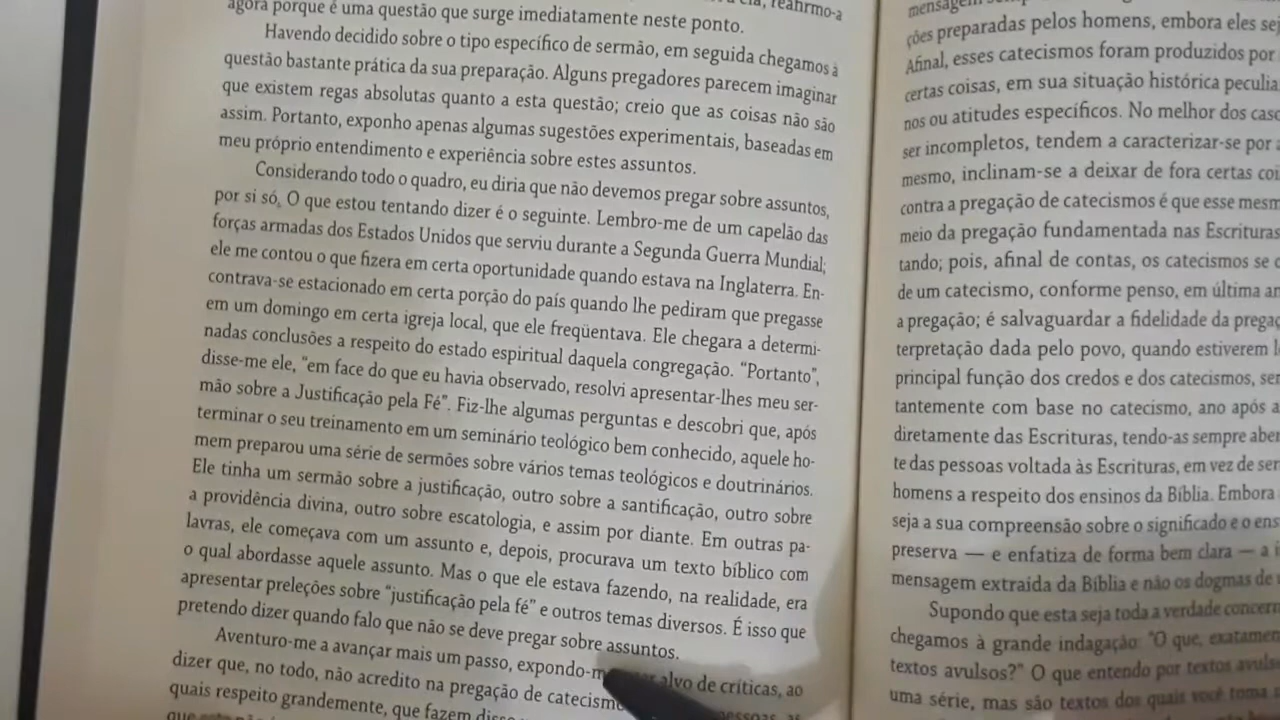 agora porque é uma questão que surge imediatamente neste ponto.
Havendo decidido sobre o tipo específico de sermão, em seguida chegamos à
questão bastante prática da sua preparação. Alguns pregadores parecem imaginar
que existem regas absolutas quanto a esta questão; creio que as coisas não são
assim. Portanto, exponho apenas algumas sugestões experimentais, baseadas em
meu próprio entendimento e experiência sobre estes assuntos.
Considerando todo o quadro, eu diria que não devemos pregar sobre assuntos,
por si só. O que estou tentando dizer é o seguinte. Lembro-me de um capelão das
forças armadas dos Estados Unidos que serviu durante a Segunda Guerra Mundial;
ele me contou o que fizera em certa oportunidade quando estava na Inglaterra. En-
contrava-se estacionado em certa porção do país quando lhe pediram que pregasse
em um domingo em certa igreja local, que ele freqüentava. Ele chegara a determi-
nadas conclusões a respeito do estado espiritual daquela congregação. “Portanto”,
disse-me ele, “em face do que eu havia observado, resolvi apresentar-lhes meu ser-
mão sobre a Justificação pela Fé”. Fiz-lhe algumas perguntas e descobri que, após
terminar o seu treinamento em um seminário teológico bem conhecido, aquele ho-
mem preparou uma série de sermões sobre vários temas teológicos e doutrinários.
Ele tinha um sermão sobre a justificação, outro sobre a santificação, outro sobre
a providência divina, outro sobre escatologia, e assim por diante. Em outras pa-
lavras, ele começava com um assunto e, depois, procurava um texto bíblico com
o qual abordasse aquele assunto. Mas o que ele estava fazendo, na realidade, era
apresentar preleções sobre “justificação pela fé” e outros temas diversos. É isso que
pretendo dizer quando falo que não se deve pregar sobre assuntos.
Aventuro-me a avançar mais um passo, alvo de críticas, ao
dizer que, no todo, não acredito na pregação de
quais respeito grandemente, que fazem
ções preparadas pelos homens, embora eles
Afinal, esses catecismos foram produzidos por
certas coisas, em sua situação histórica
nos ou atitudes específicos. No melhor dos
ser incompletos, tendem a caracterizar-se por
mesmo, inclinam-se a deixar de fora certas
contra a pregação de catecismos é que esse
meio da pregação fundamentada nas Escrituras
tando; pois, afinal de contas, os catecismos se
de um catecismo, conforme penso, em última
a pregação; é salvaguardar a fidelidade da
terpretação dada pelo povo, quando estiverem
principal função dos credos e dos catecismos,
tantemente com base no catecismo, ano após
diretamente das Escrituras, tendo-as sempre
te das pessoas voltada às Escrituras, em vez de
homens a respeito dos ensinos da Bíblia. Embora
seja a sua compreensão sobre o significado e o
preserva — e enfatiza de forma bem clara — a
mensagem extraída da Bíblia e não os dogmas de
Supondo que esta seja toda a verdade
chegamos à grande indagação: “O que,
textos avulsos?” O que entendo por textos
uma série, mas são textos dos quais você toma